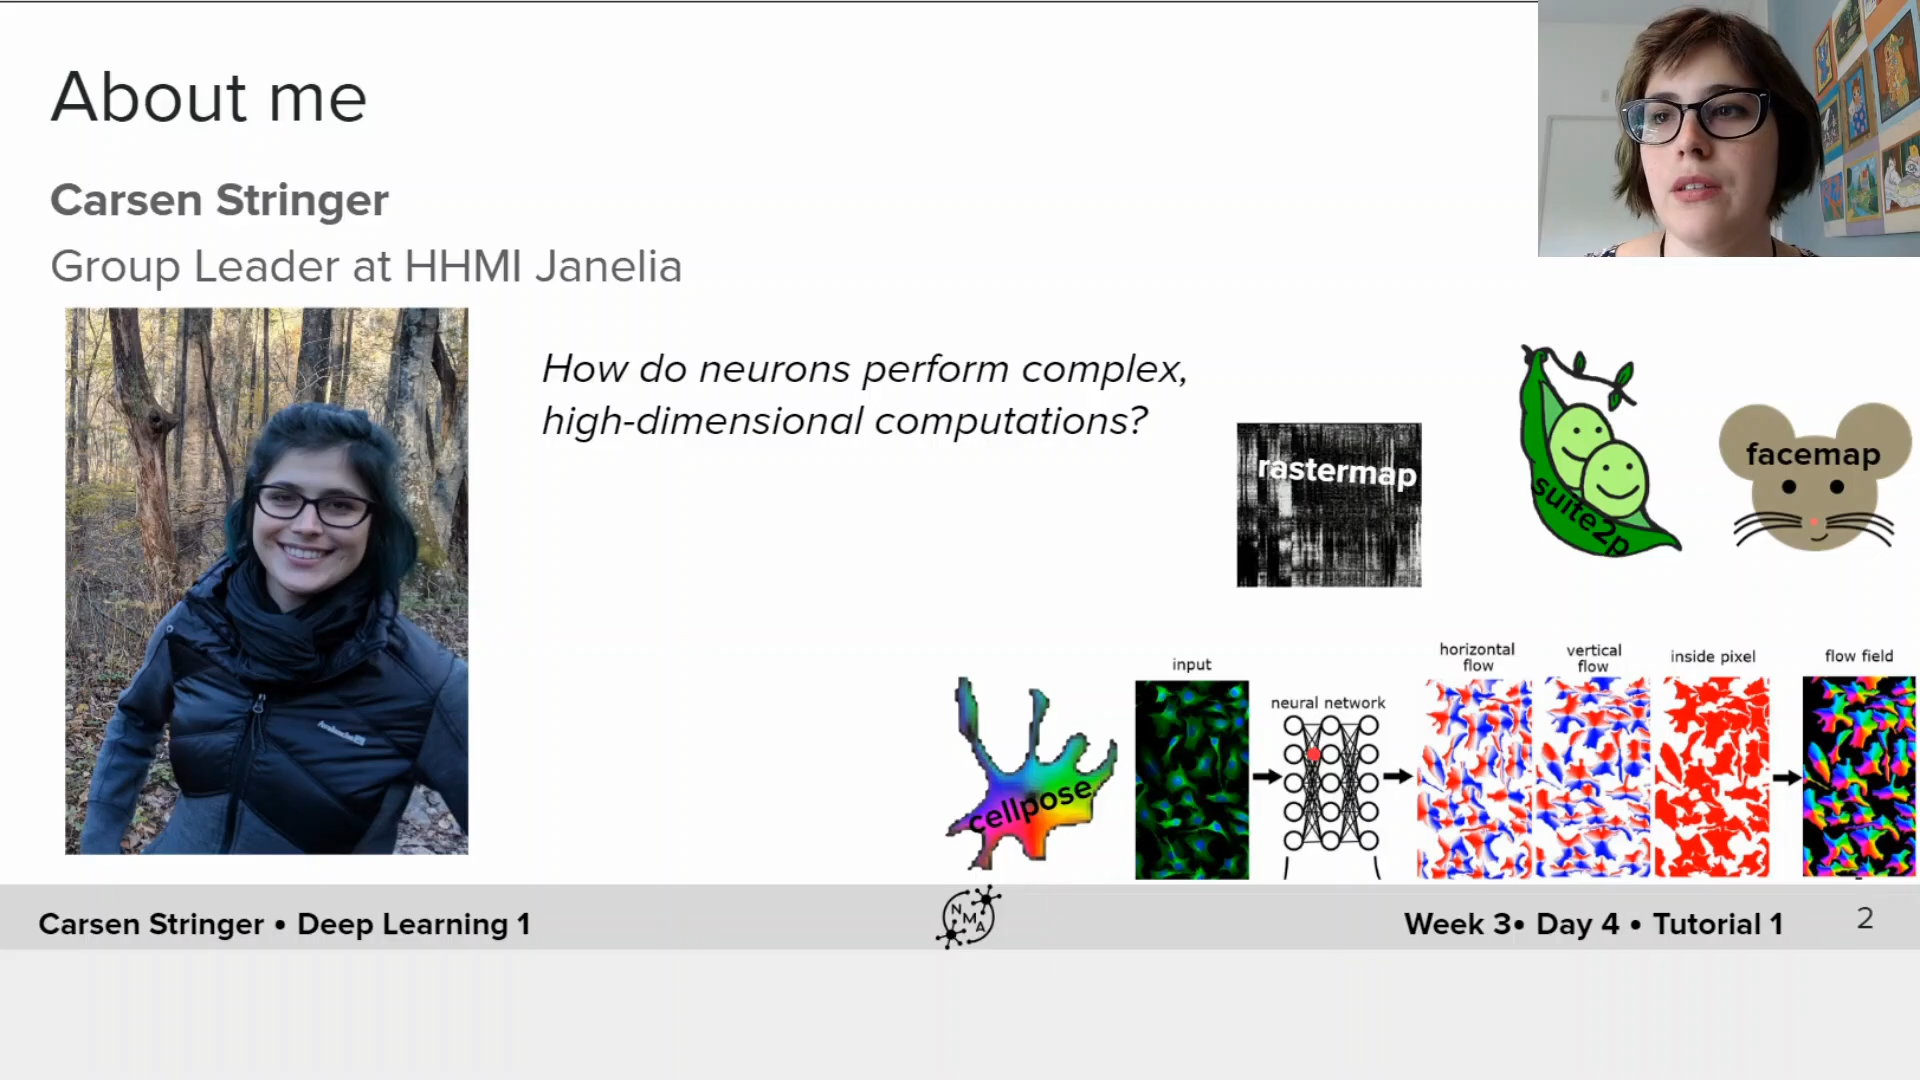 About me
Carsen Stringer
Group Leader at HHMI Janelia
How do neurons perform complex,
high-dimensional computations?
rastermap
suite2p
facemap
cellpose
input
neural network
horizontal
flow
vertical
flow
inside pixel
flow field
Carsen Stringer • Deep Learning 1
N
M
A
Week 3• Day 4 • Tutorial 1
2